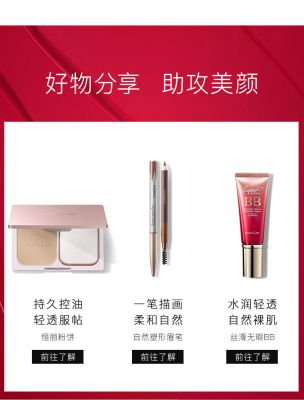 好物分享 助攻美颜
Super
BB
持久控油
轻透服帖
恒丽粉饼
前往了解
一笔描画
柔和自然
自然塑形眉笔
前往了解
水润轻透
自然裸肌
丝滑无瑕BB
前往了解